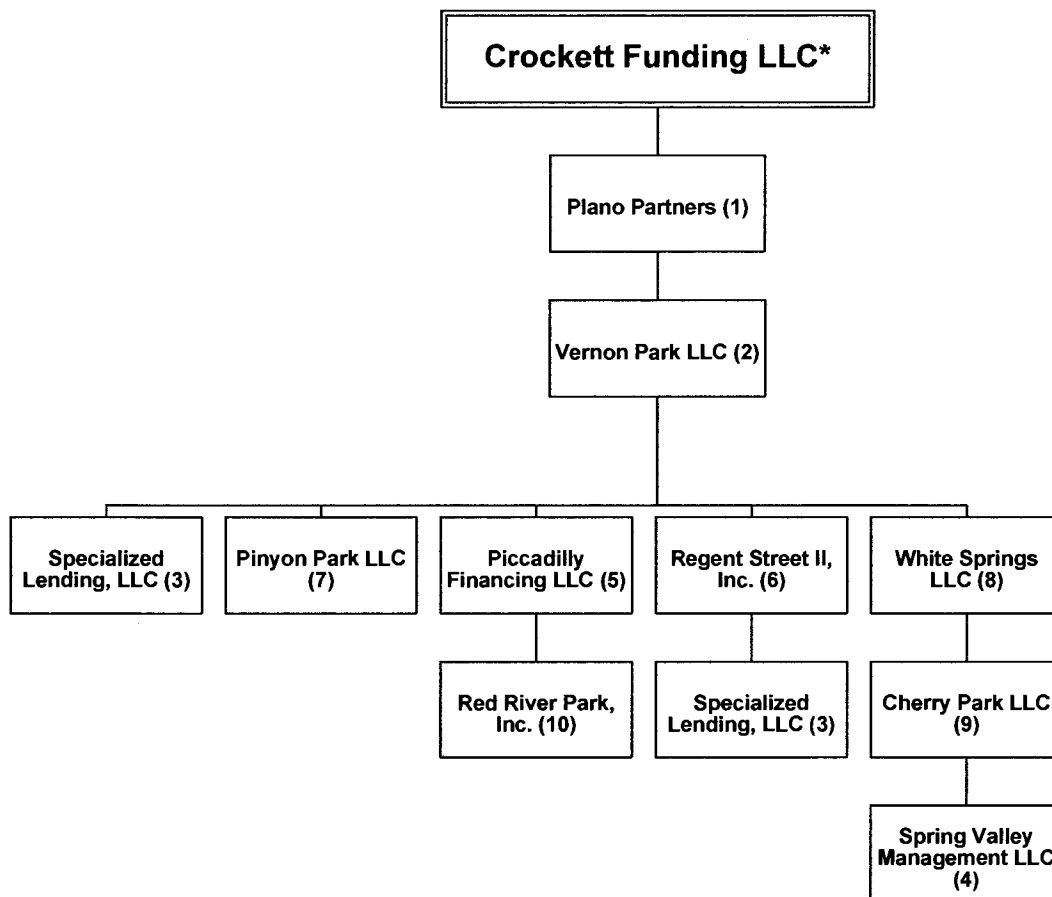 Crockett Funding LLC*
Plano Partners (1)
Vernon Park LLC (2)
Specialized
Lending, LLC (3)
Pinyon Park LLC
(7)
Piccadilly
Financing LLC (5)
Regent Street II,
Inc. (6)
White Springs
LLC (8)
Red River Park,
Inc. (10)
Specialized
Lending, LLC (3)
Cherry Park LLC
(9)
Spring Valley
Management LLC
(4)